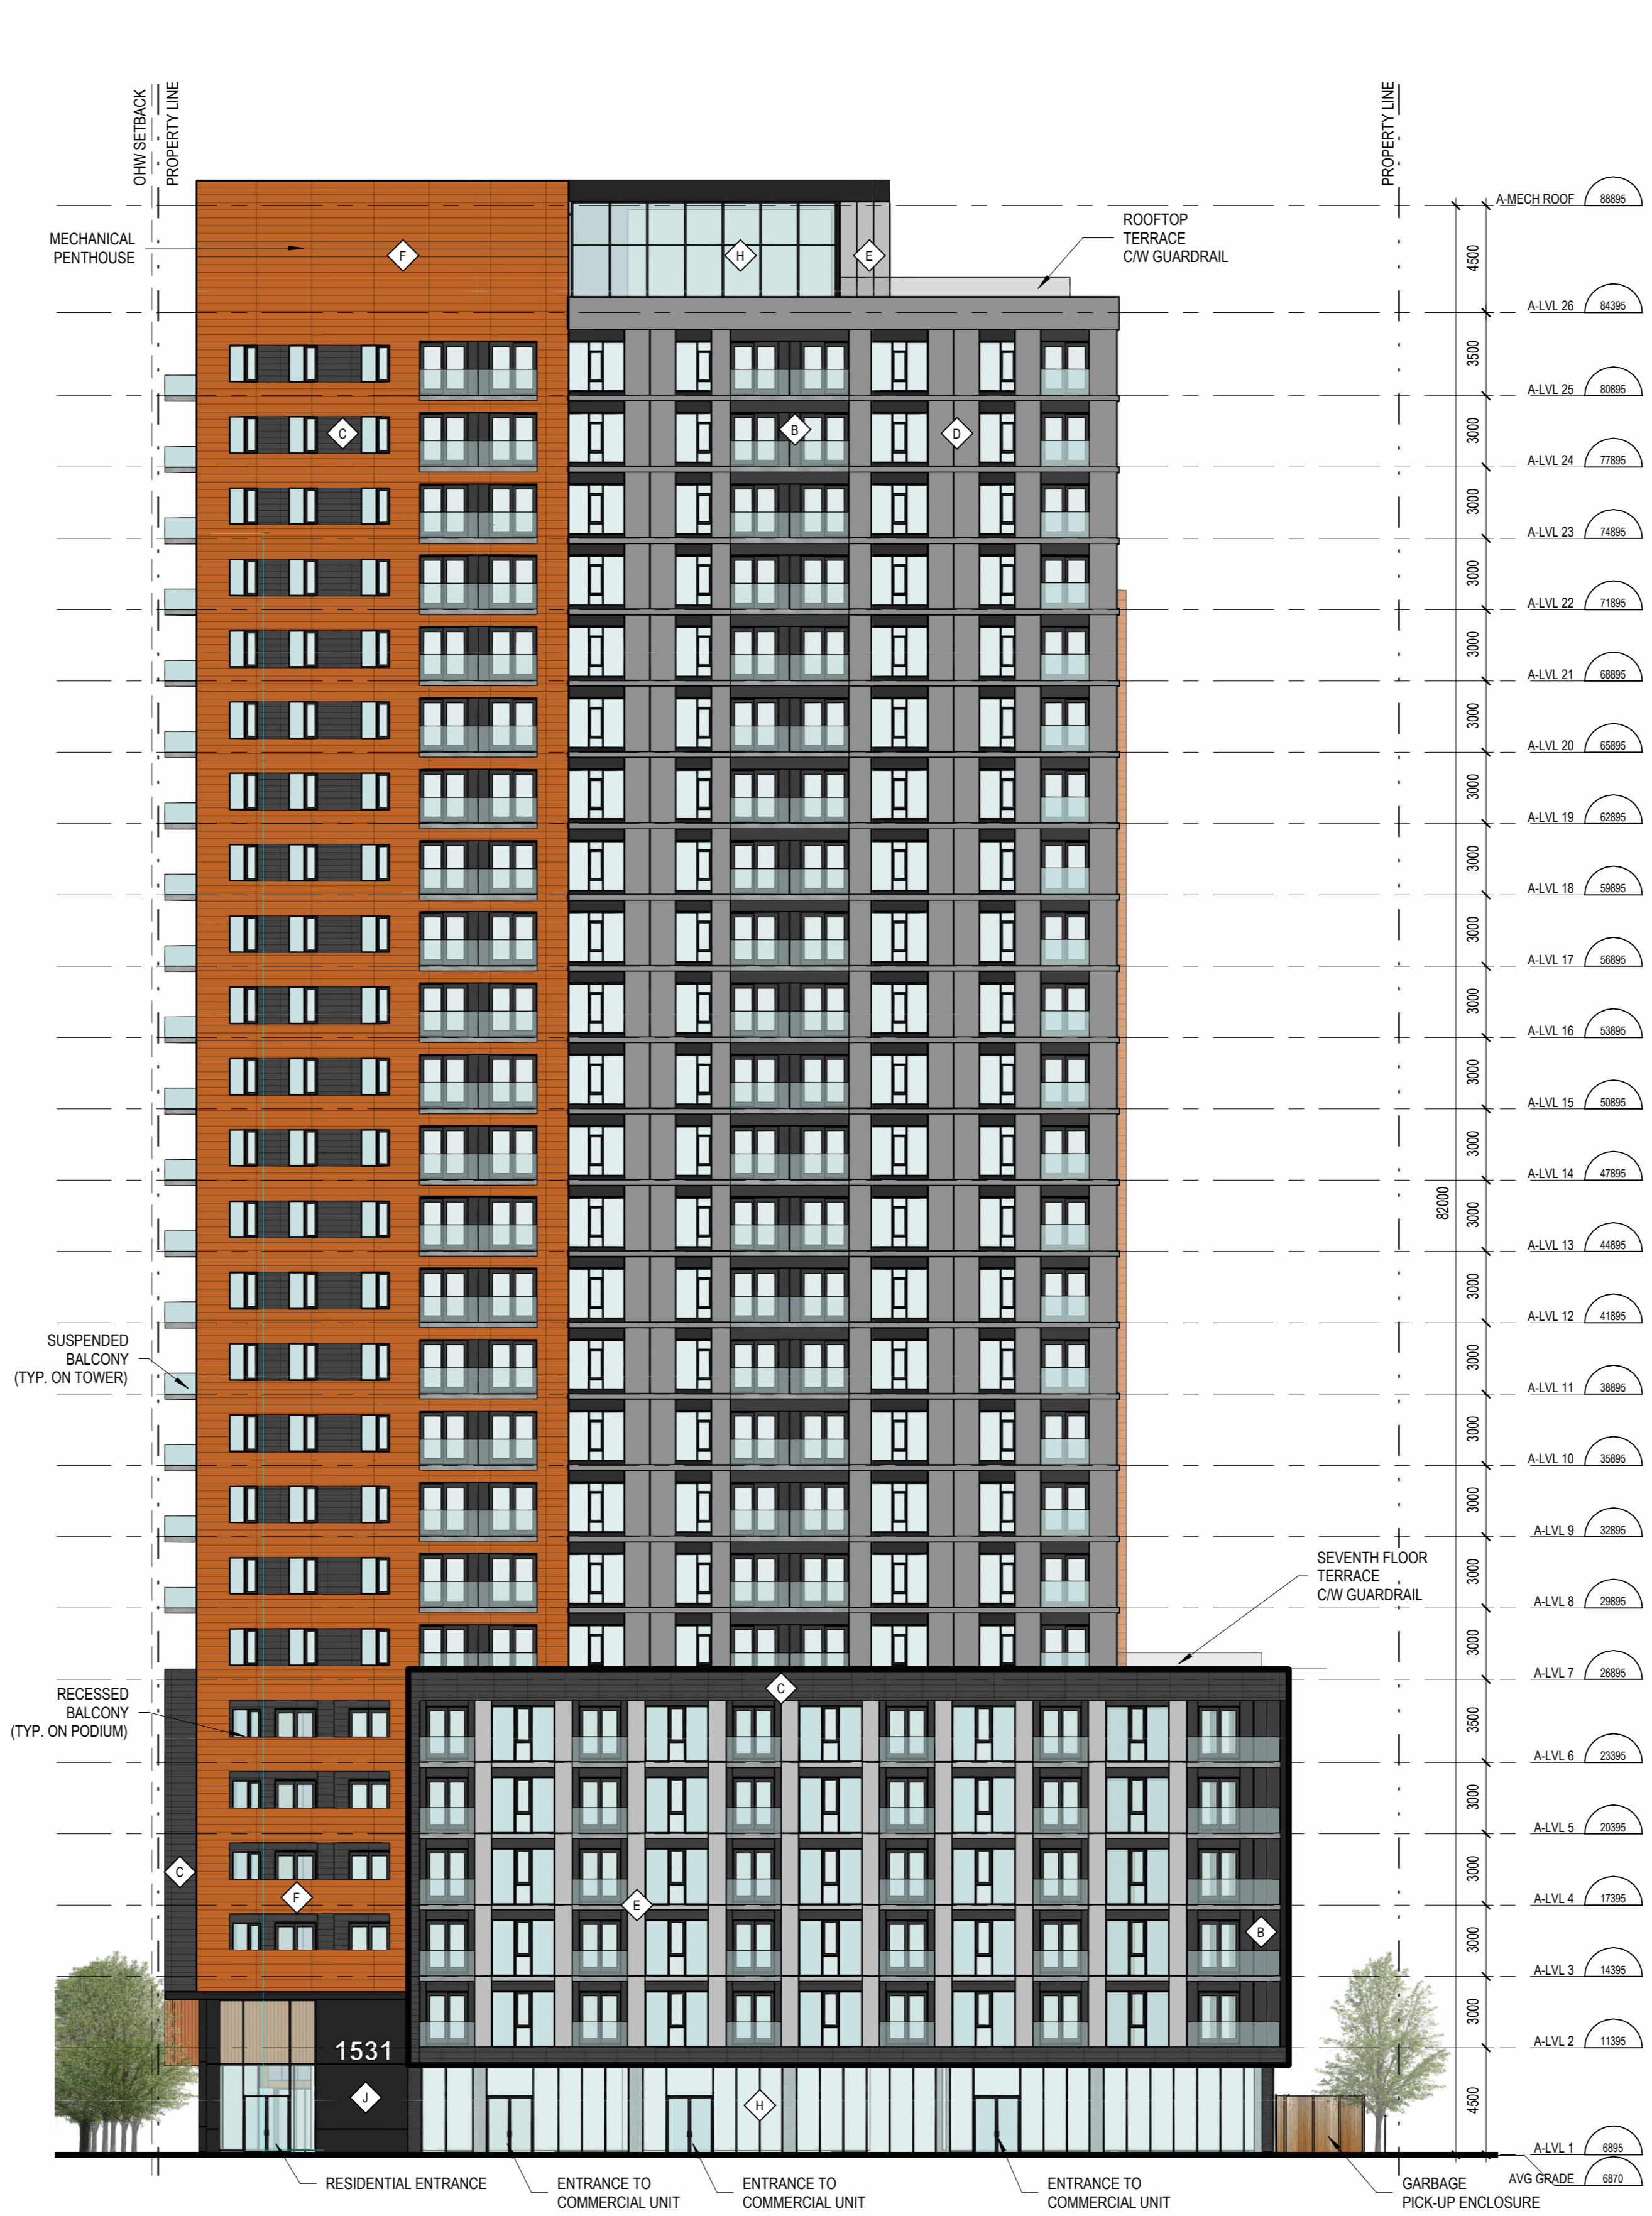 OHW SETBACK
PROPERTY LINE
PROPERTY LINE
A-MECH ROOF 88895
MECHANICAL
PENTHOUSE
F
H
E
ROOFTOP
TERRACE
C/W GUARDRAIL
4500
A-LVL 26 84395
3500
A-LVL 25 80895
C
B
D
3000
A-LVL 24 77895
3000
A-LVL 23 74895
3000
A-LVL 22 71895
3000
A-LVL 21 68895
3000
A-LVL 20 65895
3000
A-LVL 19 62895
3000
A-LVL 18 59895
3000
A-LVL 17 56895
3000
A-LVL 16 53895
3000
A-LVL 15 50895
3000
A-LVL 14 47895
82000
3000
A-LVL 13 44895
3000
A-LVL 12 41895
SUSPENDED
BALCONY
(TYP. ON TOWER)
3000
A-LVL 11 38895
3000
A-LVL 10 35895
3000
A-LVL 9 32895
SEVENTH FLOOR
TERRACE
C/W GUARDRAIL
3000
A-LVL 8 29895
3000
A-LVL 7 26895
RECESSED
BALCONY
(TYP. ON PODIUM)
C
3500
A-LVL 6 23395
3000
A-LVL 5 20395
C
F
E
3000
A-LVL 4 17395
B
3000
A-LVL 3 14395
3000
A-LVL 2 11395
1531
J
H
4500
A-LVL 1 6895
AVG GRADE 6870
RESIDENTIAL ENTRANCE
ENTRANCE TO
COMMERCIAL UNIT
ENTRANCE TO
COMMERCIAL UNIT
ENTRANCE TO
COMMERCIAL UNIT
GARBAGE
PICK-UP ENCLOSURE